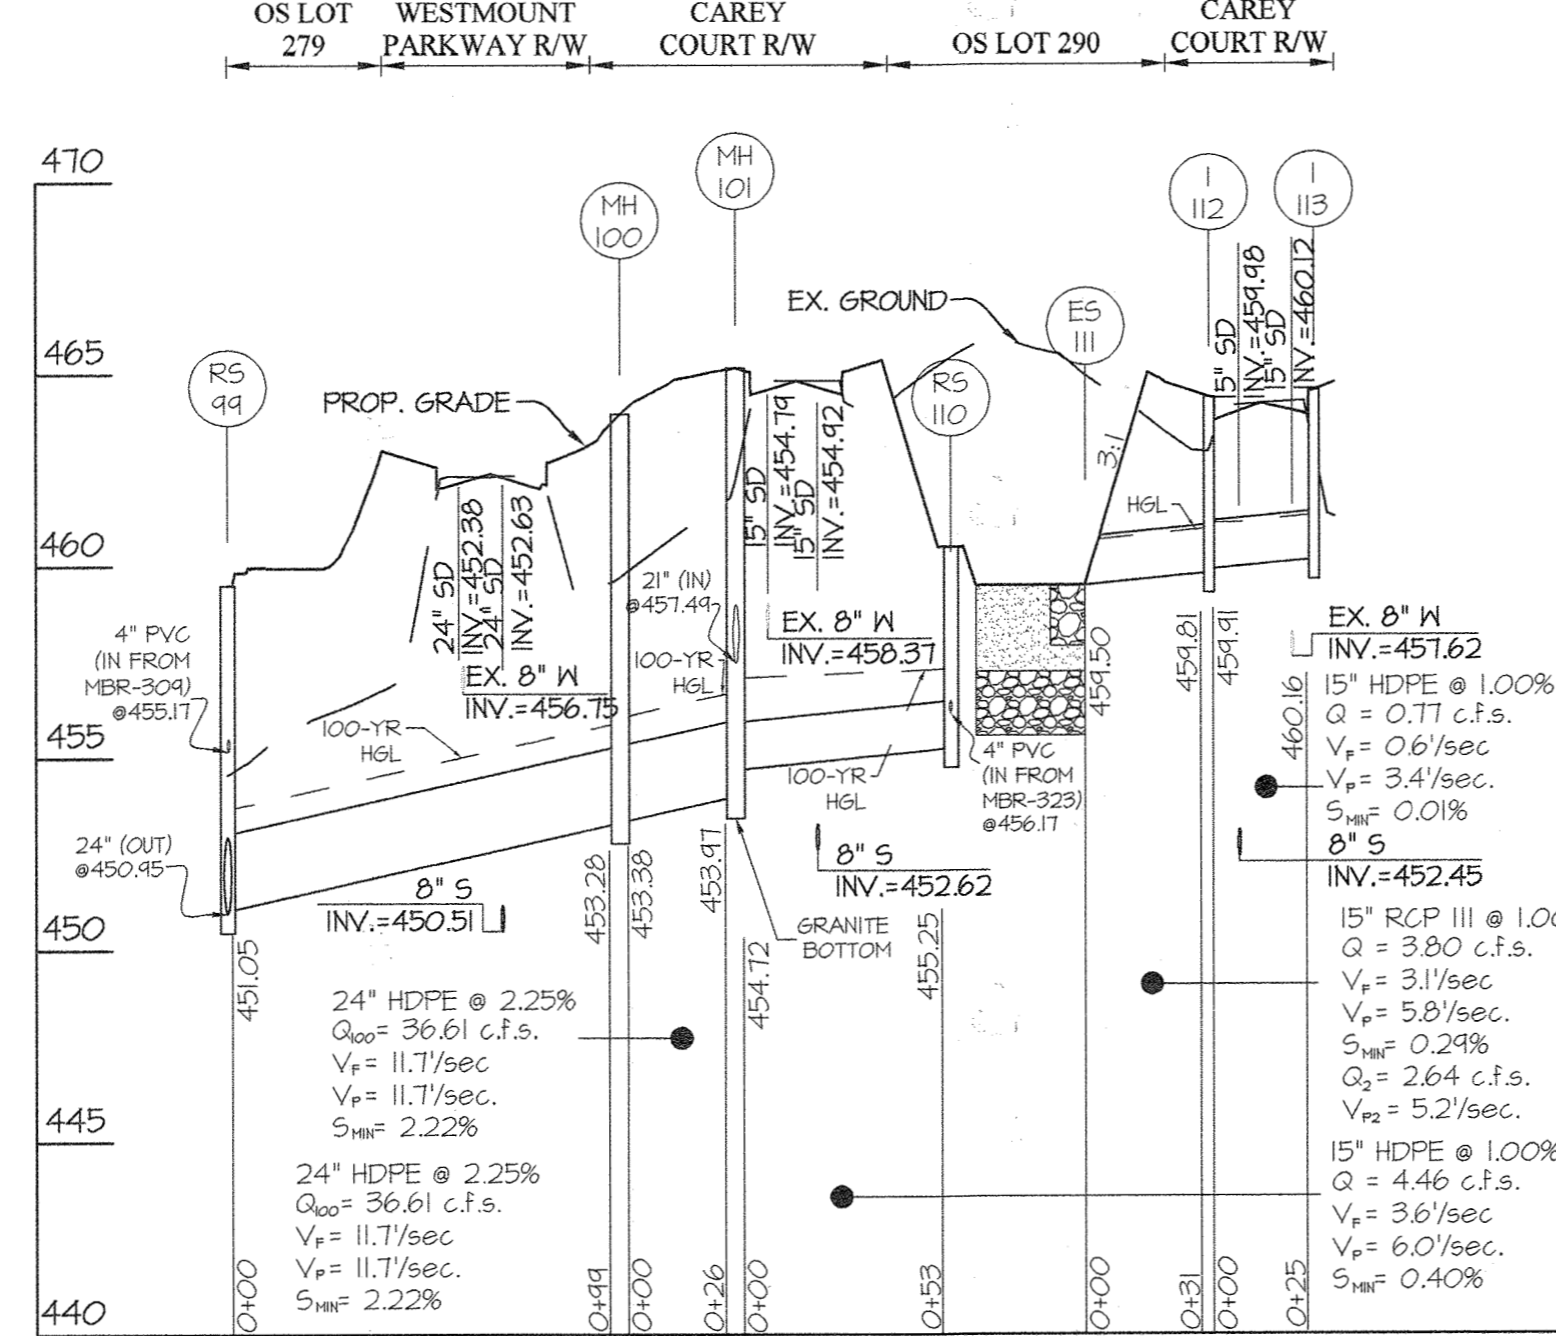 OS LOT
279
WESTMOUNT
PARKWAY R/W
CAREY
COURT R/W
OS LOT 290
CAREY
COURT R/W
470
465
460
455
450
445
440
RS
99
MH
100
MH
101
RS
110
ES
111
I
112
I
113
PROP. GRADE
EX. GROUND
3:1
HGL
24" SD
INV.=452.38
24" SD
INV.=452.63
15" SD
INV.=454.79
15" SD
INV.=454.92
15" SD
INV.=459.98
15" SD
INV.=460.12
4" PVC
(IN FROM
MBR-309)
@455.17
24" (OUT)
@450.95
100-YR
HGL
EX. 8" W
INV.=456.75
21" (IN)
@457.49
100-YR
HGL
EX. 8" W
INV.=458.37
100-YR
HGL
4" PVC
(IN FROM
MBR-323)
@456.17
EX. 8" W
INV.=457.62
8" S
INV.=450.51
8" S
INV.=452.62
8" S
INV.=452.45
GRANITE
BOTTOM
451.05
453.28
453.38
453.97
454.72
455.25
459.50
459.81
459.91
460.16
24" HDPE @ 2.25%
Q100= 36.61 c.f.s.
VF= 11.7'/sec
VP= 11.7'/sec.
SMIN= 2.22%
24" HDPE @ 2.25%
Q100= 36.61 c.f.s.
VF= 11.7'/sec
VP= 11.7'/sec.
SMIN= 2.22%
15" HDPE @ 1.00%
Q = 0.77 c.f.s.
VF= 0.6'/sec
VP= 3.4'/sec.
SMIN= 0.01%
15" RCP III @ 1.0
Q = 3.80 c.f.s.
VF= 3.1'/sec
VP= 5.8'/sec.
SMIN= 0.29%
Q2= 2.64 c.f.s.
VP2= 5.2'/sec.
15" HDPE @ 1.00%
Q = 4.46 c.f.s.
VF= 3.6'/sec
VP= 6.0'/sec.
SMIN= 0.40%
0+00
0+99
0+00
0+26
0+00
0+53
0+00
0+31
0+00
0+25